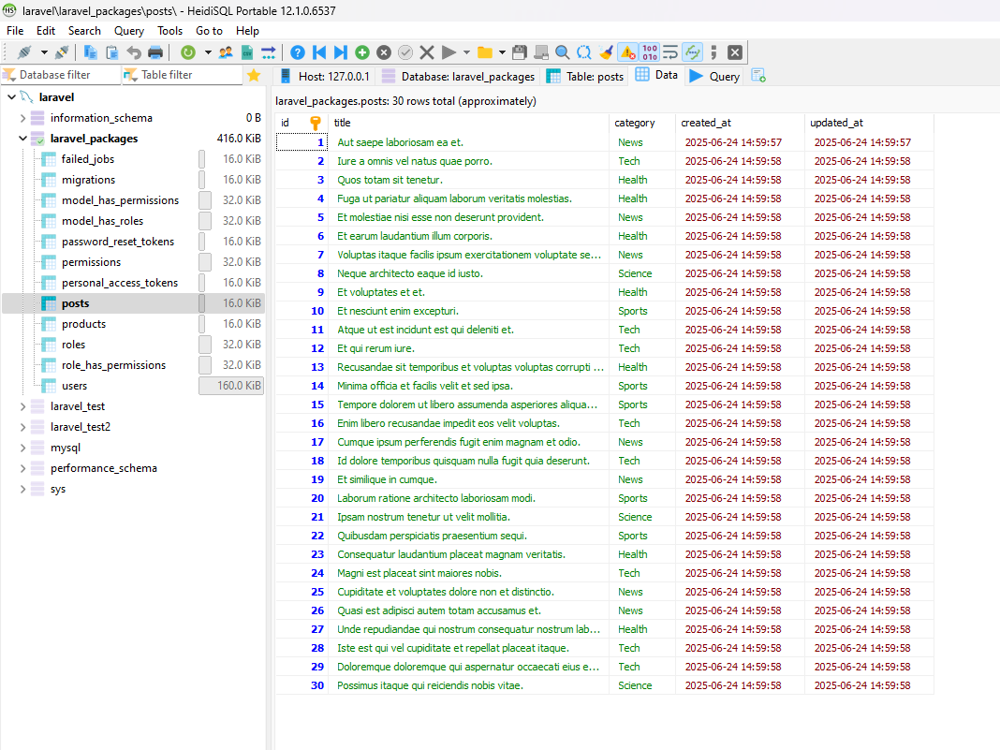 laravel\laravel_packages\posts\ - HeidiSQL Portable 12.1.0.6537
File Edit Search Query Tools Go to Help
Database filter Table filter
Host: 127.0.0.1 Database: laravel_packages Table: posts Data Query
laravel
information_schema 0 B
laravel_packages 416.0 KiB
failed_jobs 16.0 KiB
migrations 16.0 KiB
model_has_permissions 32.0 KiB
model_has_roles 32.0 KiB
password_reset_tokens 16.0 KiB
permissions 32.0 KiB
personal_access_tokens 16.0 KiB
posts 16.0 KiB
products 16.0 KiB
roles 32.0 KiB
role_has_permissions 32.0 KiB
users 160.0 KiB
laravel_test
laravel_test2
mysql
performance_schema
sys
laravel_packages.posts: 30 rows total (approximately)
id title category created_at updated_at
1 Aut saepe laboriosam ea et. News 2025-06-24 14:59:57 2025-06-24 14:59:57
2 Iure a omnis vel natus quae porro. Tech 2025-06-24 14:59:58 2025-06-24 14:59:58
3 Quos totam sit tenetur. Health 2025-06-24 14:59:58 2025-06-24 14:59:58
4 Fuga ut pariatur aliquam laborum veritatis molestias. Health 2025-06-24 14:59:58 2025-06-24 14:59:58
5 Et molestiae nisi esse non deserunt provident. News 2025-06-24 14:59:58 2025-06-24 14:59:58
6 Et earum laudantium illum corporis. Health 2025-06-24 14:59:58 2025-06-24 14:59:58
7 Voluptas itaque facilis ipsum exercitationem voluptate se... News 2025-06-24 14:59:58 2025-06-24 14:59:58
8 Neque architecto eaque id iusto. Science 2025-06-24 14:59:58 2025-06-24 14:59:58
9 Et voluptates et et. Health 2025-06-24 14:59:58 2025-06-24 14:59:58
10 Et nesciunt enim excepturi. Sports 2025-06-24 14:59:58 2025-06-24 14:59:58
11 Atque ut est incidunt est qui deleniti et. Tech 2025-06-24 14:59:58 2025-06-24 14:59:58
12 Et qui rerum iure. Tech 2025-06-24 14:59:58 2025-06-24 14:59:58
13 Recusandae sit temporibus et voluptas voluptas corrupti ... Health 2025-06-24 14:59:58 2025-06-24 14:59:58
14 Minima officia et facilis velit et sed ipsa. Sports 2025-06-24 14:59:58 2025-06-24 14:59:58
15 Tempore dolorem ut libero assumenda asperiores aliqua... Sports 2025-06-24 14:59:58 2025-06-24 14:59:58
16 Enim libero recusandae impedit eos velit voluptas. Tech 2025-06-24 14:59:58 2025-06-24 14:59:58
17 Cumque ipsum perferendis fugit enim magnam et odio. News 2025-06-24 14:59:58 2025-06-24 14:59:58
18 Id dolore temporibus quisquam nulla fugit quia deserunt. Tech 2025-06-24 14:59:58 2025-06-24 14:59:58
19 Et similique in cumque. News 2025-06-24 14:59:58 2025-06-24 14:59:58
20 Laborum ratione architecto laboriosam modi. Sports 2025-06-24 14:59:58 2025-06-24 14:59:58
21 Ipsam nostrum tenetur ut velit mollitia. Science 2025-06-24 14:59:58 2025-06-24 14:59:58
22 Quibusdam perspiciatis praesentium sequi. Sports 2025-06-24 14:59:58 2025-06-24 14:59:58
23 Consequatur laudantium placeat magnam veritatis. Health 2025-06-24 14:59:58 2025-06-24 14:59:58
24 Magni est placeat sint maiores nobis. Tech 2025-06-24 14:59:58 2025-06-24 14:59:58
25 Cupiditate et voluptates dolore non et distinctio. News 2025-06-24 14:59:58 2025-06-24 14:59:58
26 Quasi est adipisci autem totam accusamus et. News 2025-06-24 14:59:58 2025-06-24 14:59:58
27 Unde repudiandae qui nostrum consequatur nostrum lab... Health 2025-06-24 14:59:58 2025-06-24 14:59:58
28 Iste est qui vel cupiditate et repellat placeat itaque. Tech 2025-06-24 14:59:58 2025-06-24 14:59:58
29 Doloremque doloremque qui aspernatur occaecati eius e... Tech 2025-06-24 14:59:58 2025-06-24 14:59:58
30 Possimus itaque qui reiciendis nobis vitae. Science 2025-06-24 14:59:58 2025-06-24 14:59:58